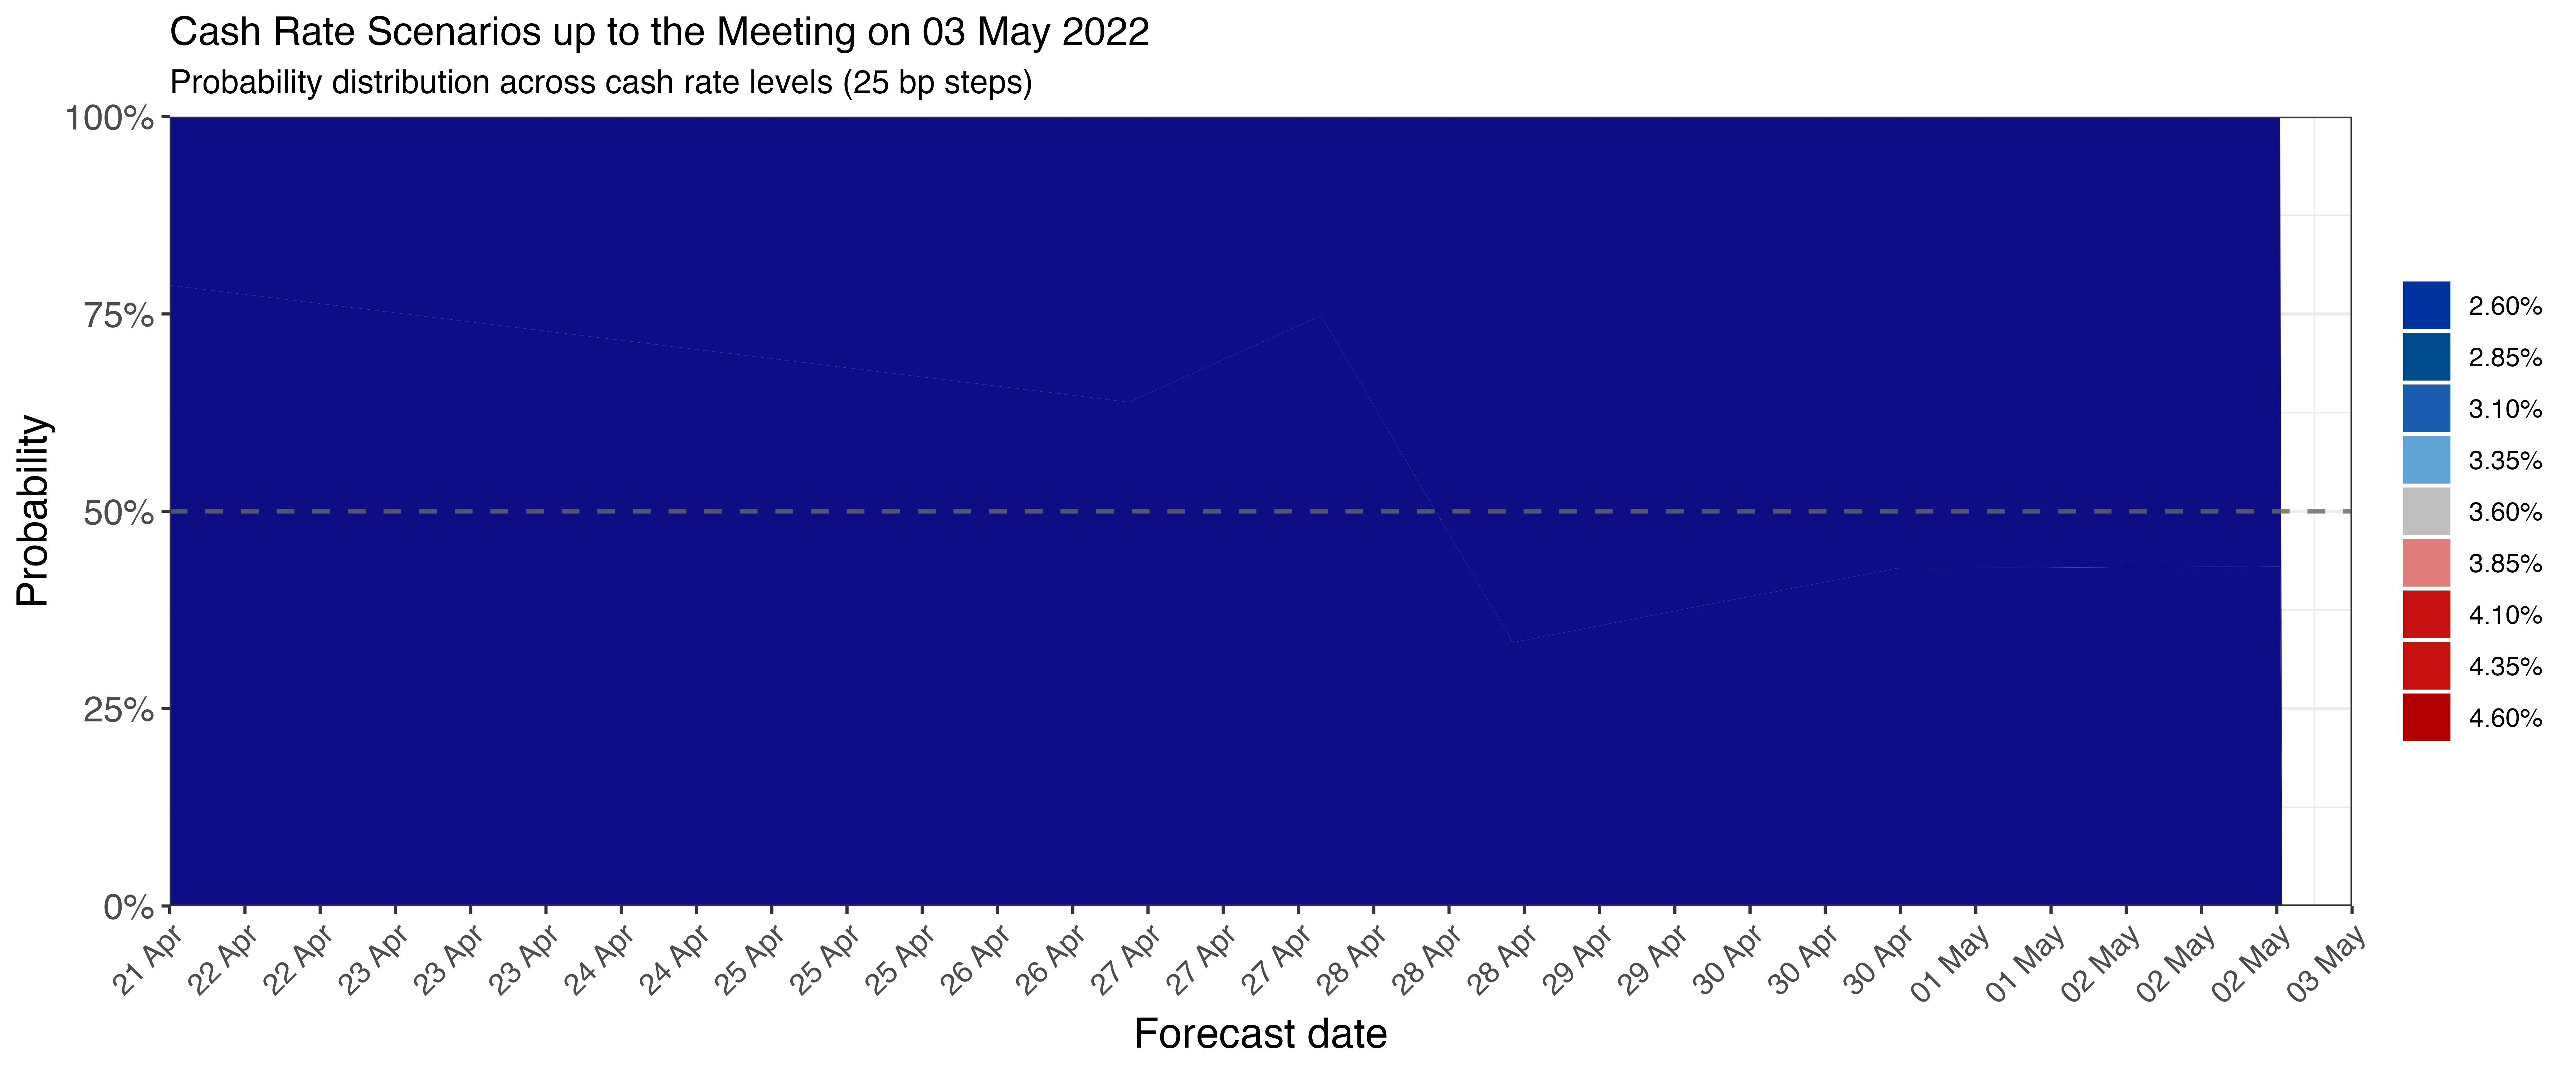 Cash Rate Scenarios up to the Meeting on 03 May 2022
Probability distribution across cash rate levels (25 bp steps)
100%
75%
50%
25%
0%
Probability
21 Apr
22 Apr
22 Apr
23 Apr
23 Apr
23 Apr
24 Apr
24 Apr
25 Apr
25 Apr
25 Apr
26 Apr
26 Apr
27 Apr
27 Apr
27 Apr
28 Apr
28 Apr
28 Apr
29 Apr
29 Apr
30 Apr
30 Apr
30 Apr
01 May
01 May
02 May
02 May
02 May
03 May
Forecast date
2.60%
2.85%
3.10%
3.35%
3.60%
3.85%
4.10%
4.35%
4.60%